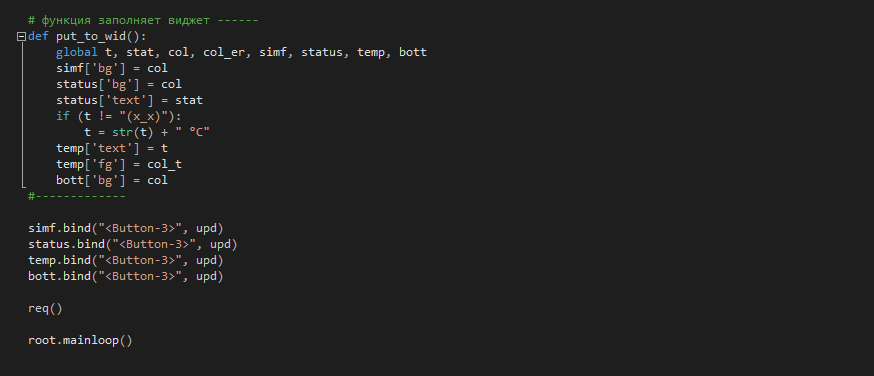 # функция заполняет виджет ------
def put_to_wid():
    global t, stat, col, col_er, simf, status, temp, bott
    simf['bg'] = col
    status['bg'] = col
    status['text'] = stat
    if (t != "(x_x)"):
        t = str(t) + " °C"
    temp['text'] = t
    temp['fg'] = col_t
    bott['bg'] = col
#-------------
simf.bind("<Button-3>", upd)
status.bind("<Button-3>", upd)
temp.bind("<Button-3>", upd)
bott.bind("<Button-3>", upd)
req()
root.mainloop()